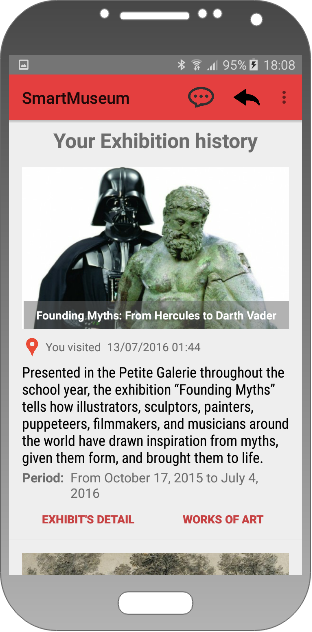 95% 18:08
SmartMuseum
Your Exhibition history
Founding Myths: From Hercules to Darth Vader
You visited 13/07/2016 01:44
Presented in the Petite Galerie throughout the
school year, the exhibition “Founding Myths”
tells how illustrators, sculptors, painters,
puppeteers, filmmakers, and musicians around
the world have drawn inspiration from myths,
given them form, and brought them to life.
Period: From October 17, 2015 to July 4,
2016
EXHIBIT'S DETAIL WORKS OF ART